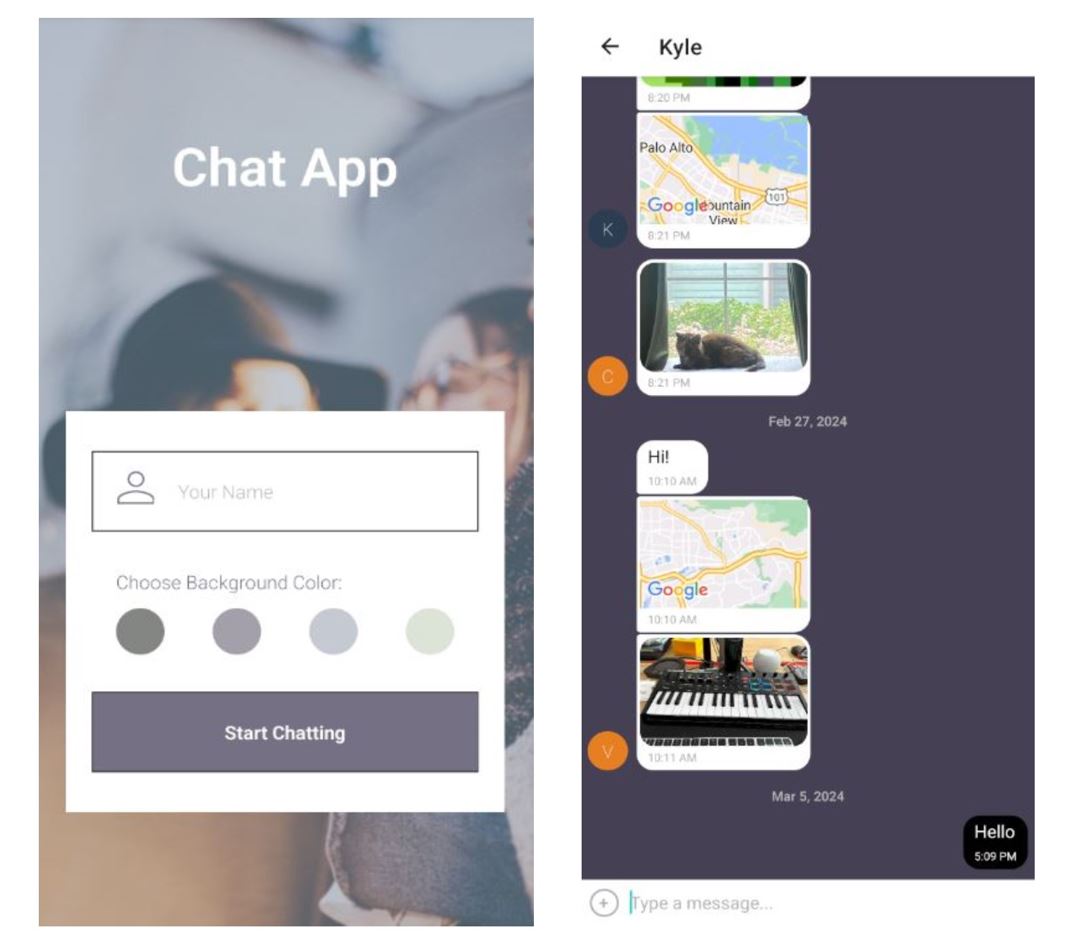 Chat App
Your Name
Choose Background Color:
Start Chatting
Kyle
8:20 PM
Palo Alto
101
Google ountain
View
K
8:21 PM
C
8:21 PM
Feb 27, 2024
Hi!
10:10 AM
Google
10:10 AM
V
10:11 AM
Mar 5, 2024
Hello
5:09 PM
+
Type a message...